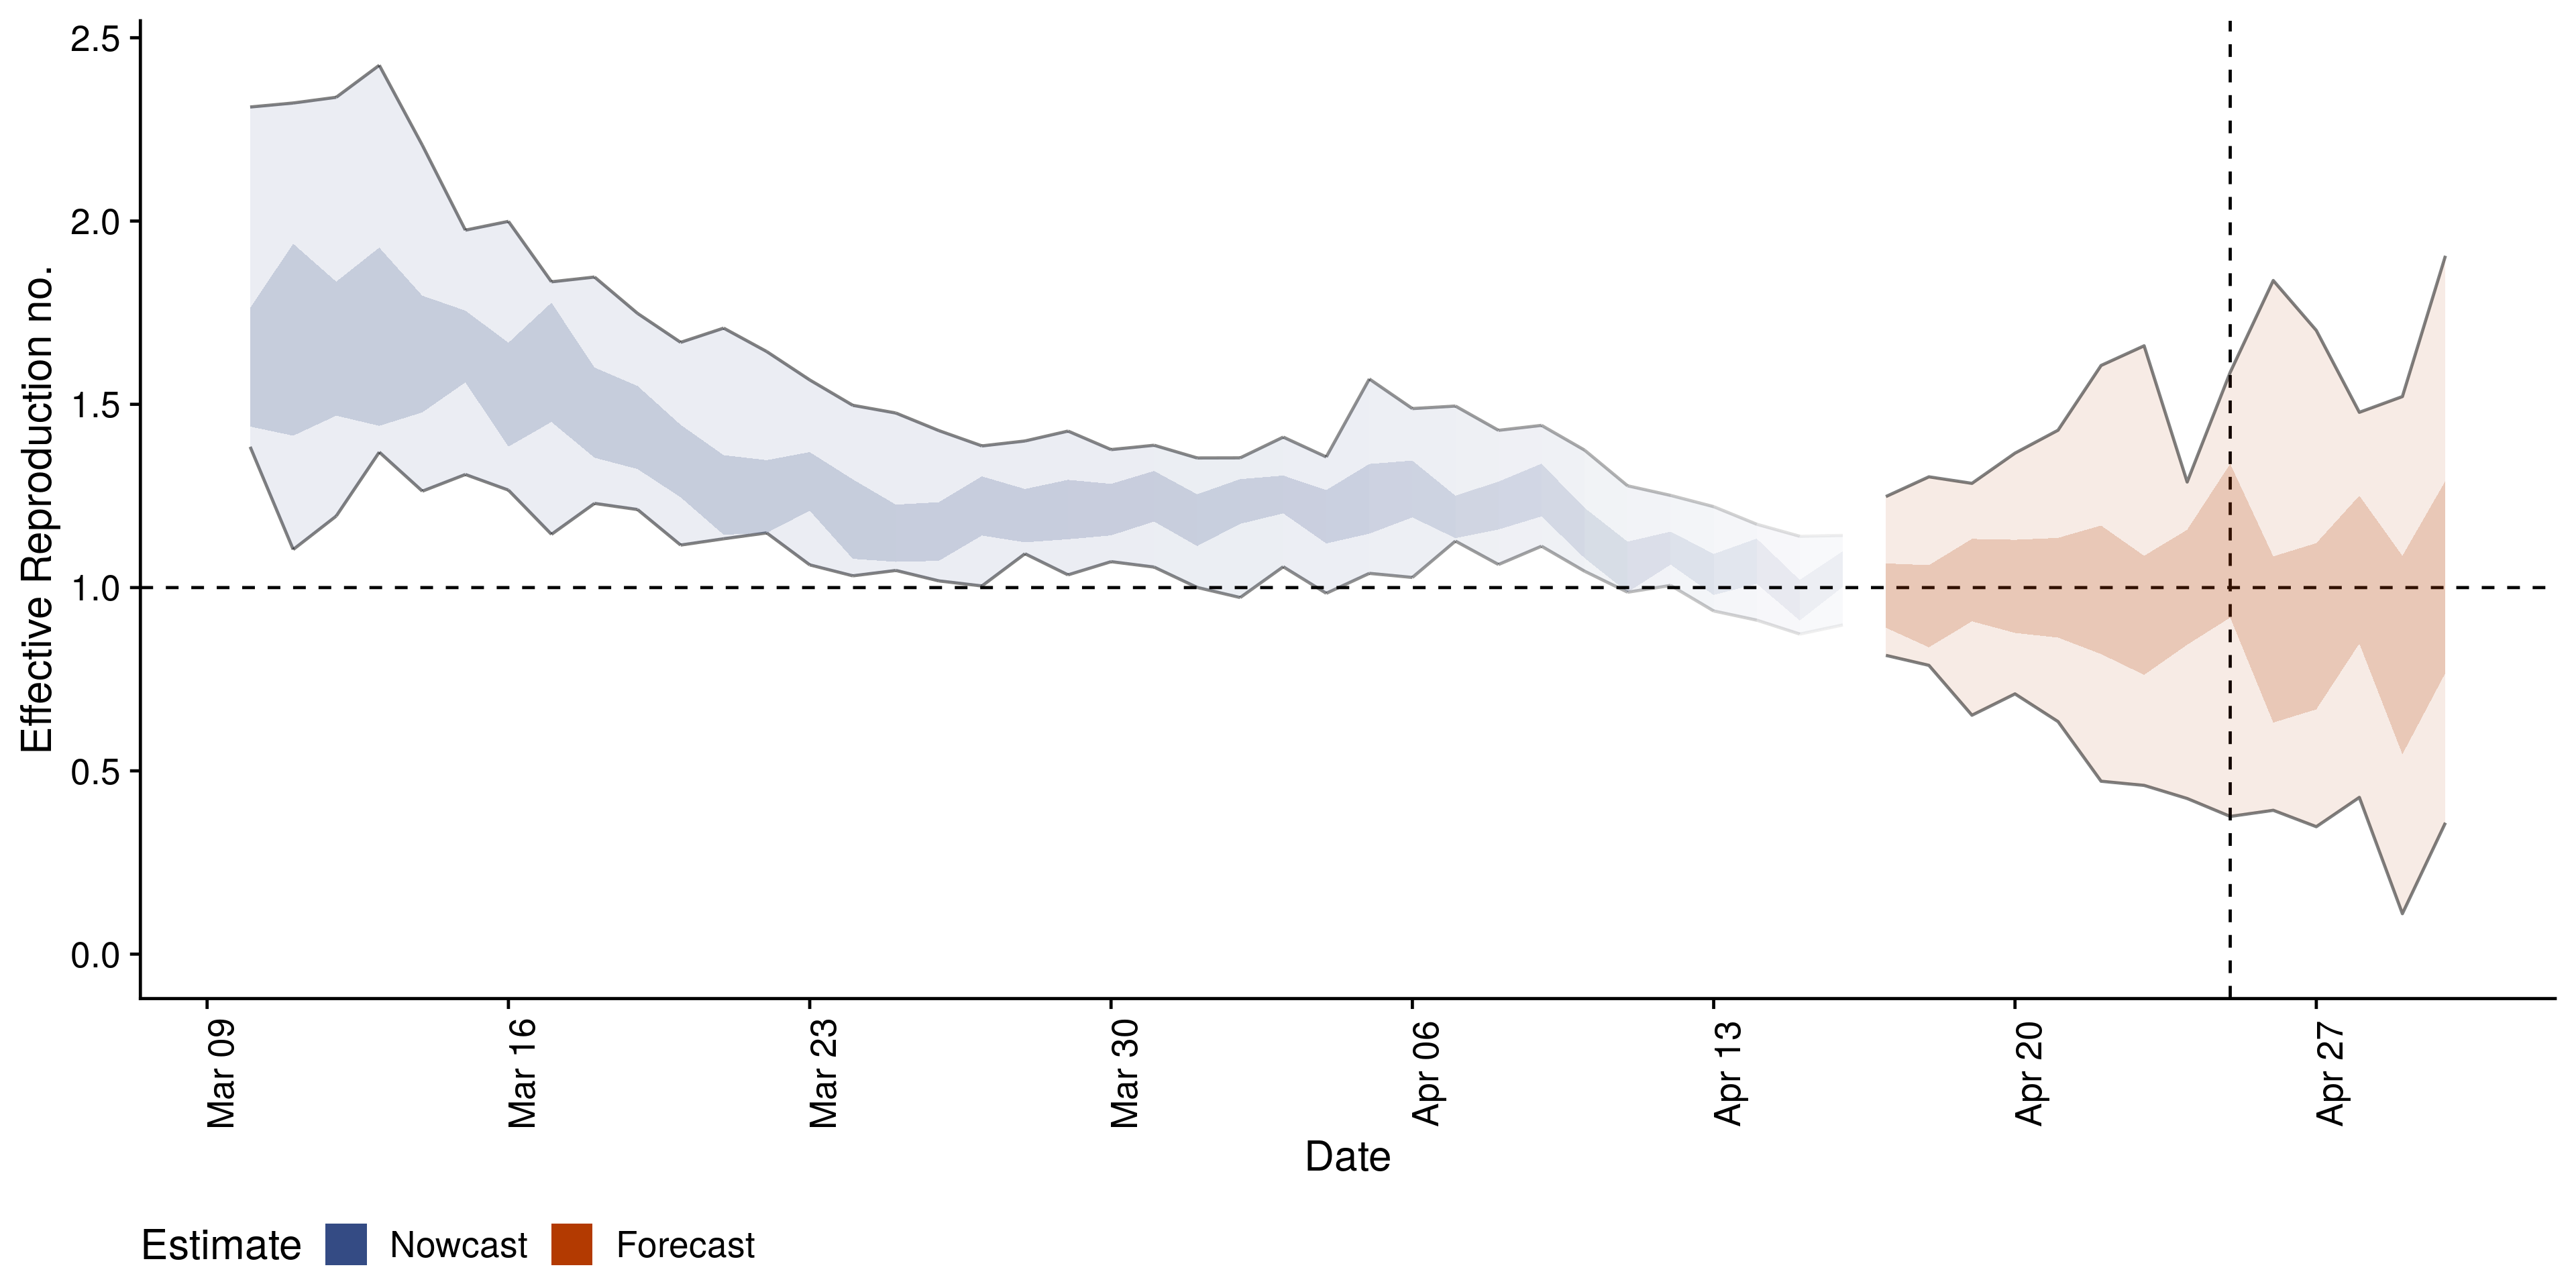 Effective Reproduction no.
2.5
2.0
1.5
1.0
0.5
0.0
Mar 09
Mar 16
Mar 23
Mar 30
Apr 06
Apr 13
Apr 20
Apr 27
Date
Estimate Nowcast Forecast